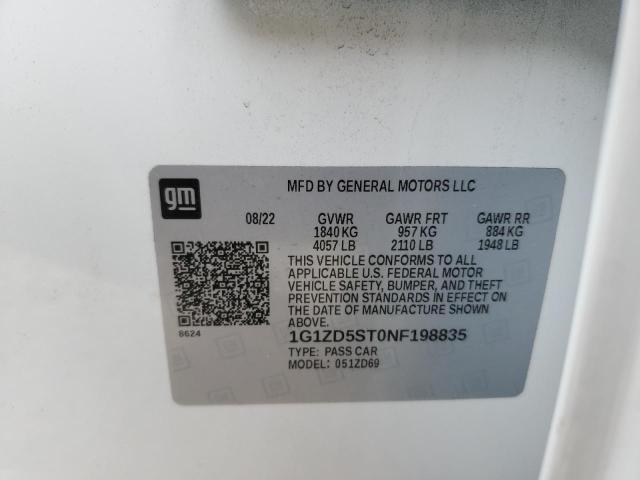 gm
MFD BY GENERAL MOTORS LLC
08/22 GVWR GAWR FRT GAWR RR
1840 KG 957 KG 884 KG
4057 LB 2110 LB 1948 LB
THIS VEHICLE CONFORMS TO ALL
APPLICABLE U.S. FEDERAL MOTOR
VEHICLE SAFETY, BUMPER, AND THEFT
PREVENTION STANDARDS IN EFFECT ON
THE DATE OF MANUFACTURE SHOWN
ABOVE.
8624
1G1ZD5ST0NF198835
TYPE: PASS CAR
MODEL: 051ZD69